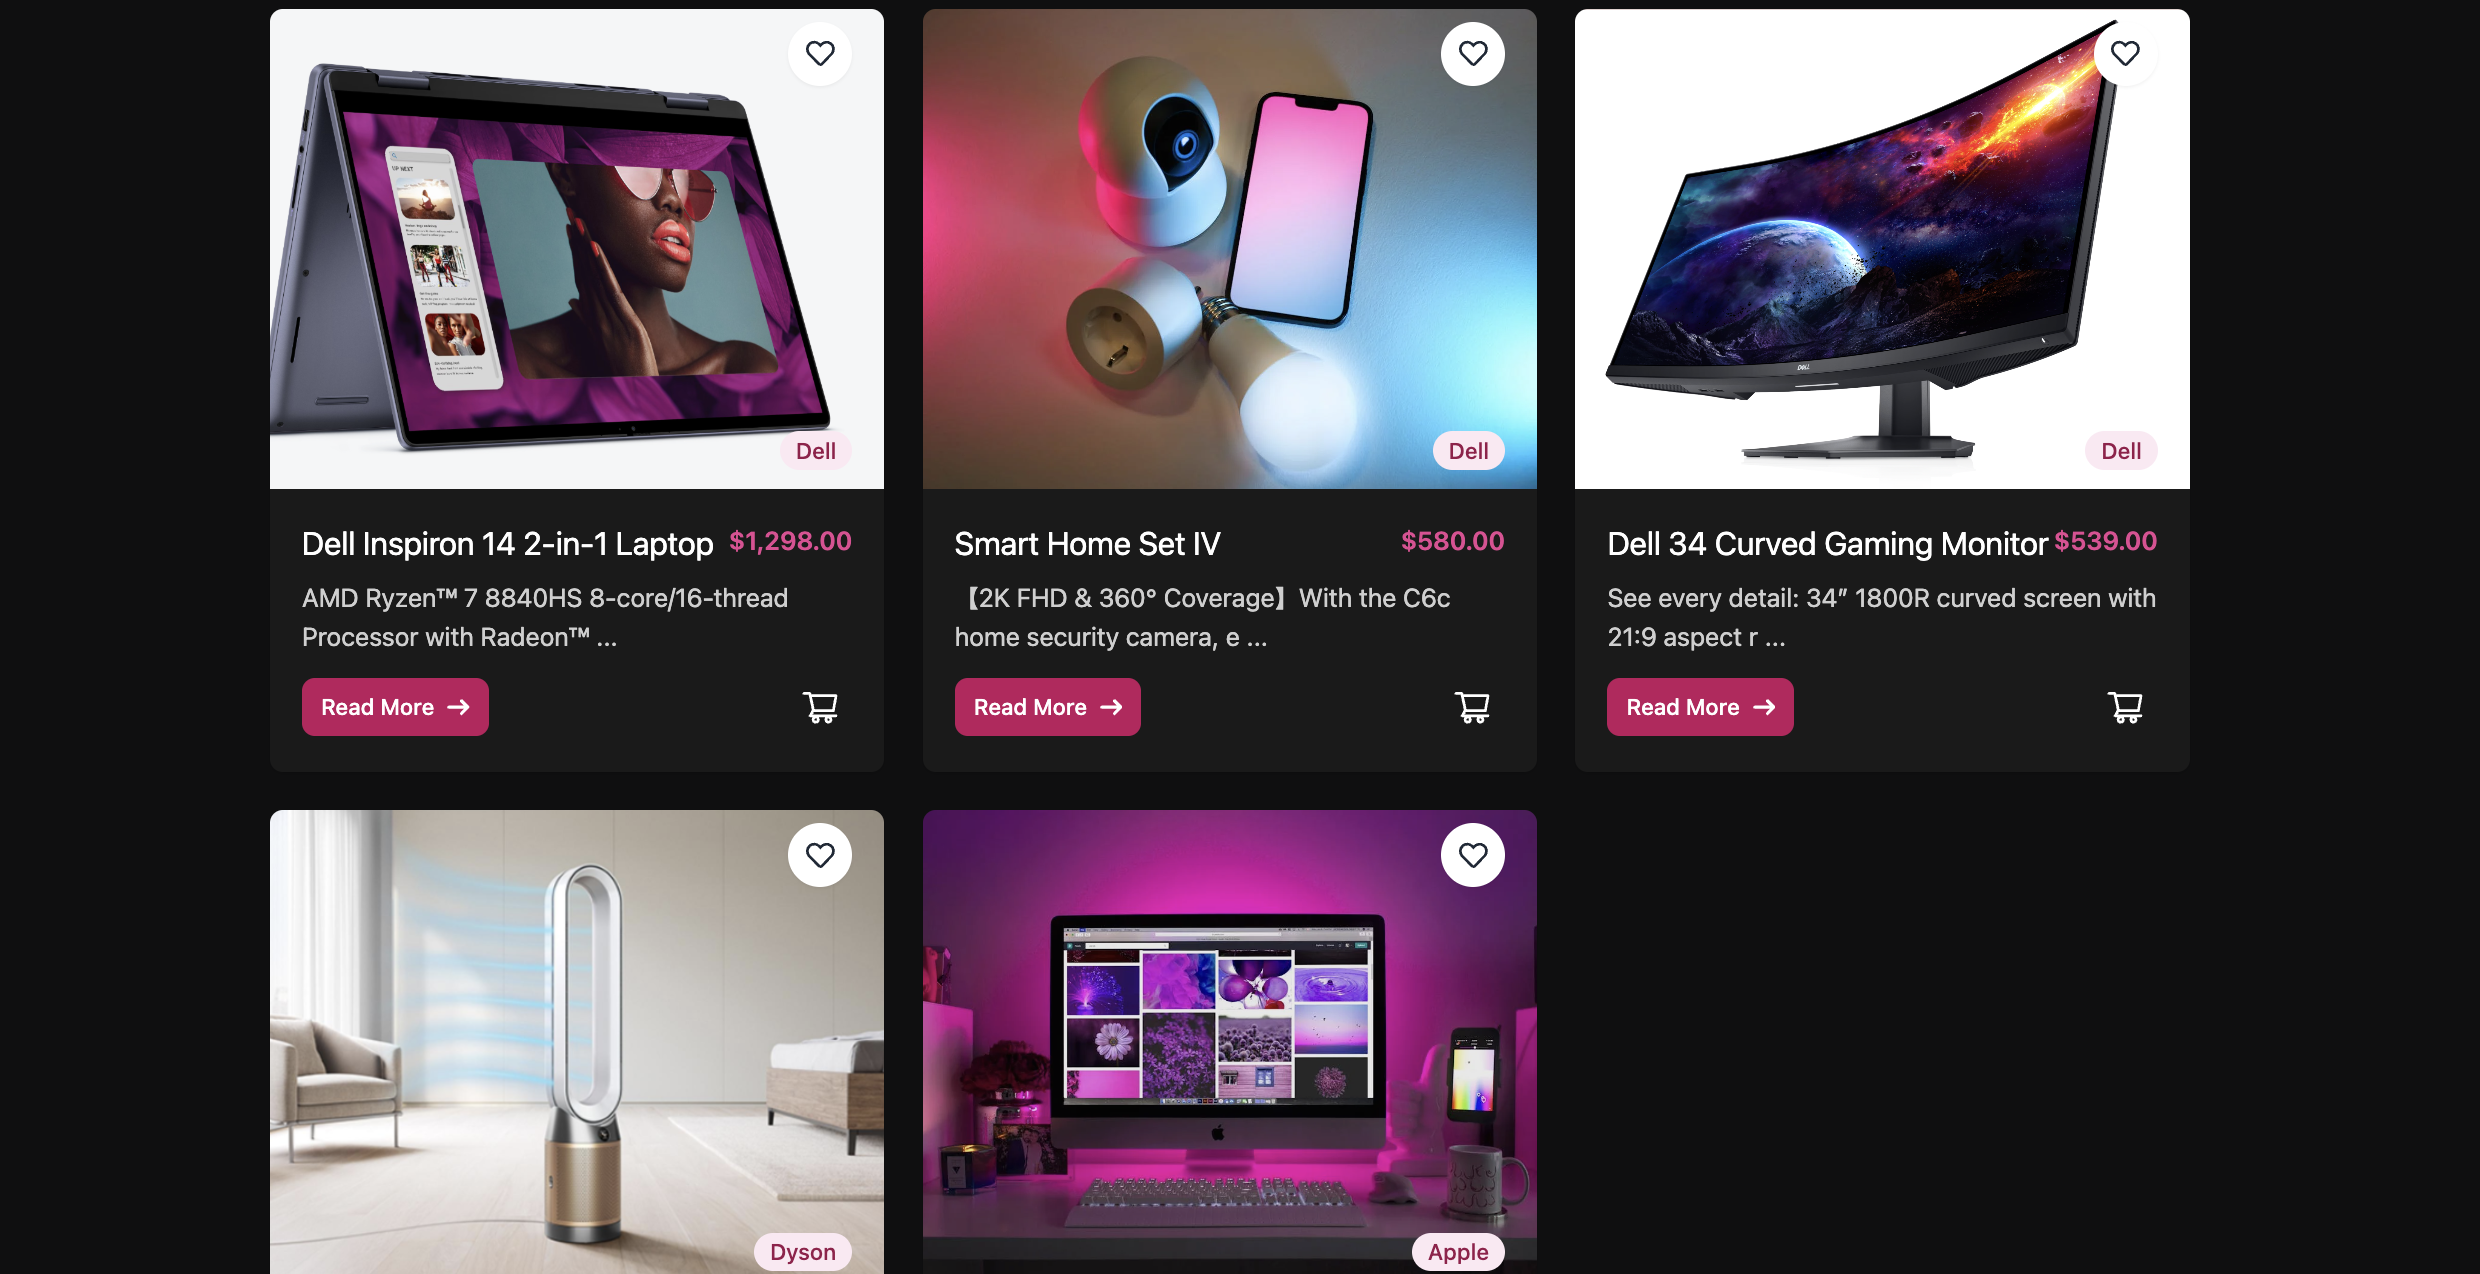 UP NEXT
DELL
Dell
Dell
Dell
Dell Inspiron 14 2-in-1 Laptop $1,298.00
AMD Ryzen™ 7 8840HS 8-core/16-thread
Processor with Radeon™ ...
Read More →
Smart Home Set IV $580.00
【2K FHD & 360° Coverage】With the C6c
home security camera, e ...
Read More →
Dell 34 Curved Gaming Monitor $539.00
See every detail: 34″ 1800R curved screen with
21:9 aspect r ...
Read More →
Dyson
Apple